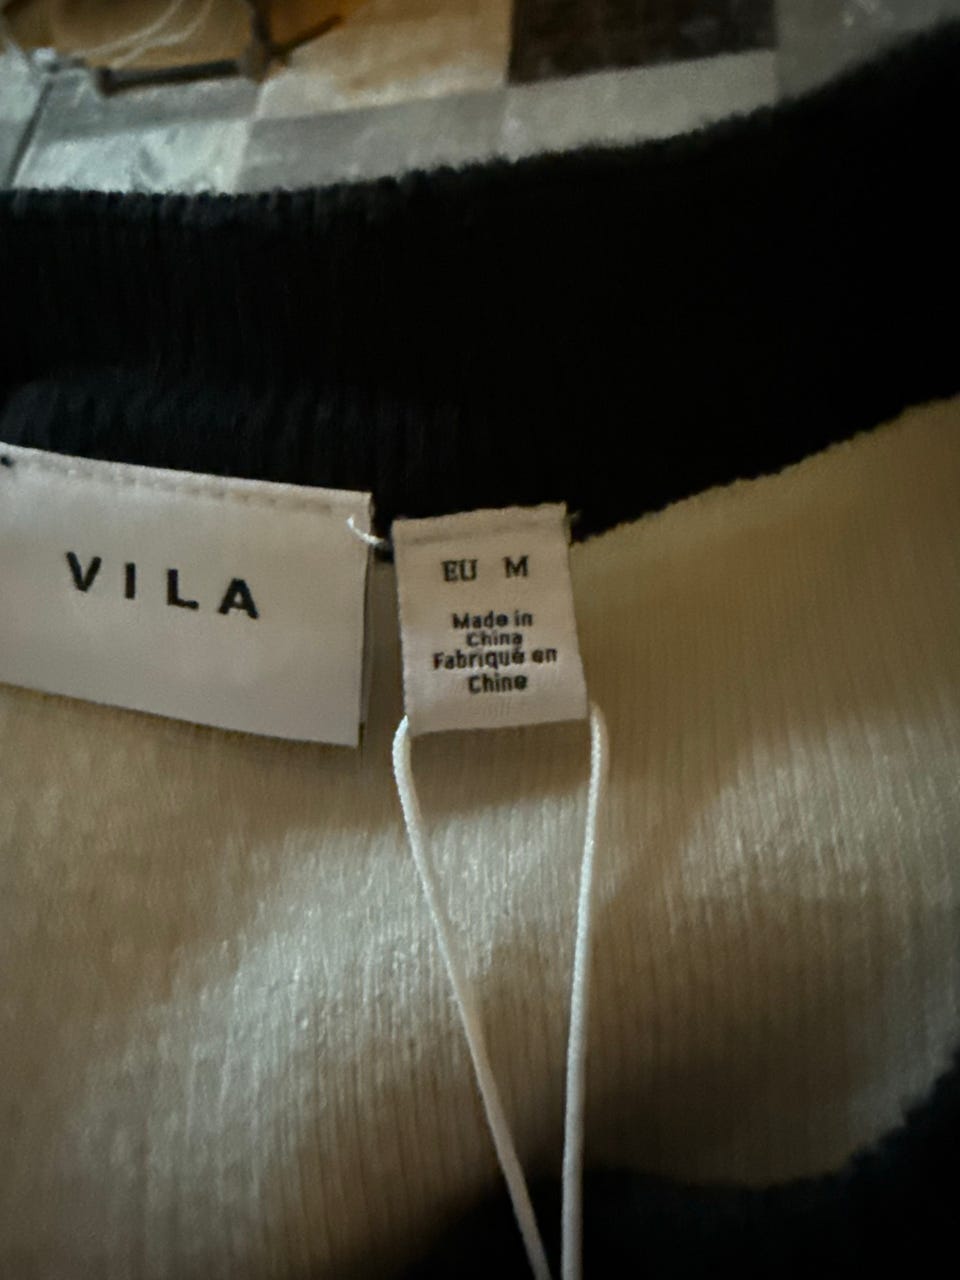 VILA
EU M
Made in
China
Fabriqué en
Chine